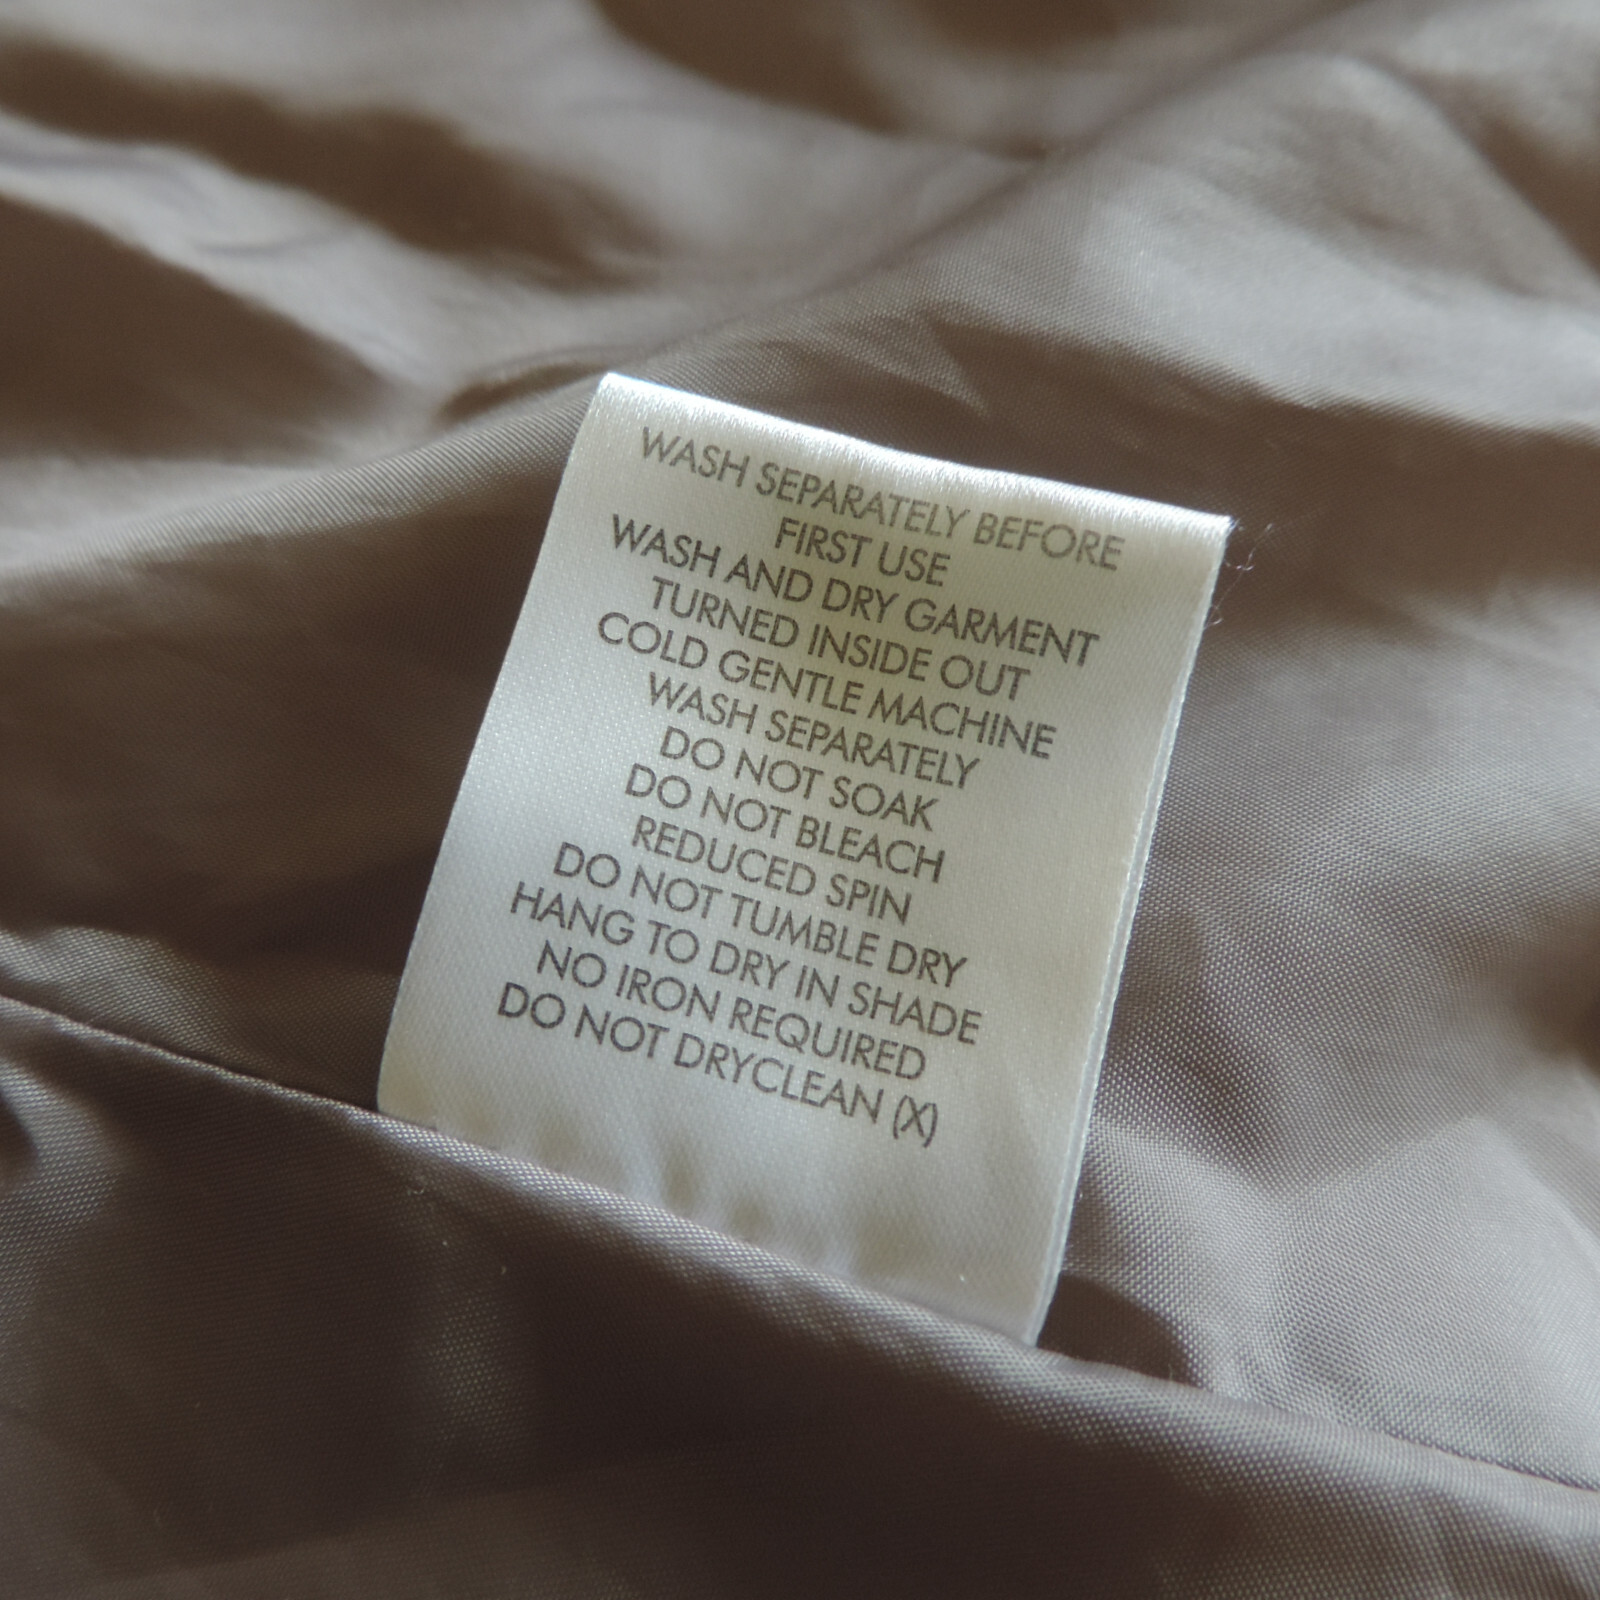 WASH SEPARATELY BEFORE
FIRST USE
WASH AND DRY GARMENT
TURNED INSIDE OUT
COLD GENTLE MACHINE
WASH SEPARATELY
DO NOT SOAK
DO NOT BLEACH
REDUCED SPIN
DO NOT TUMBLE DRY
HANG TO DRY IN SHADE
NO IRON REQUIRED
DO NOT DRYCLEAN (X)